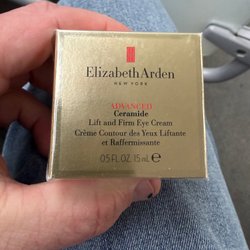 Elizabeth Arden
NEW YORK
ADVANCED
Ceramide
Lift and Firm Eye Cream
Crème Contour des Yeux Liftante
et Raffermissante
0.5 FL. OZ. 15 mL ℮